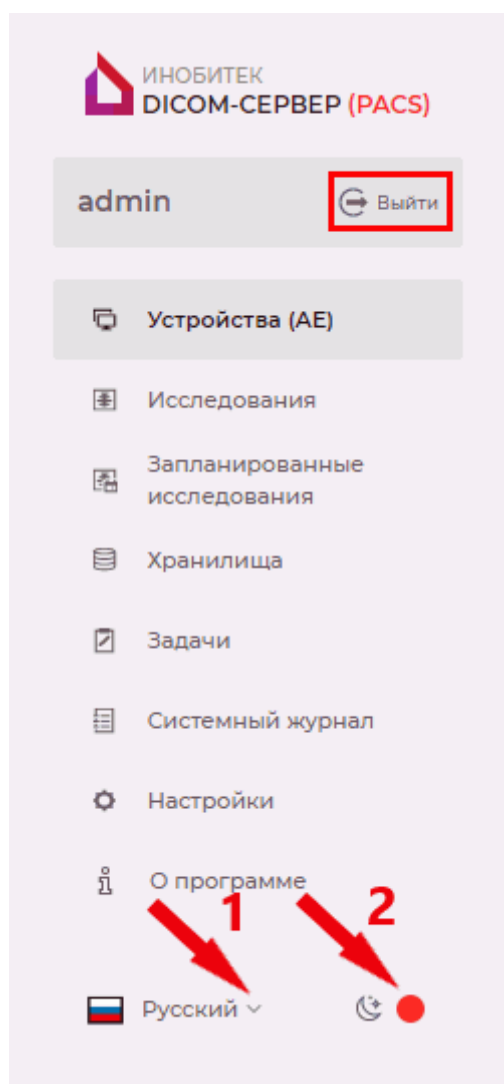 ИНОБИТЕК
DICOM-СЕРВЕР (PACS)
admin
Выйти
Устройства (AE)
Исследования
Запланированные
исследования
Хранилища
Задачи
Системный журнал
Настройки
О программе
1
2
Русский